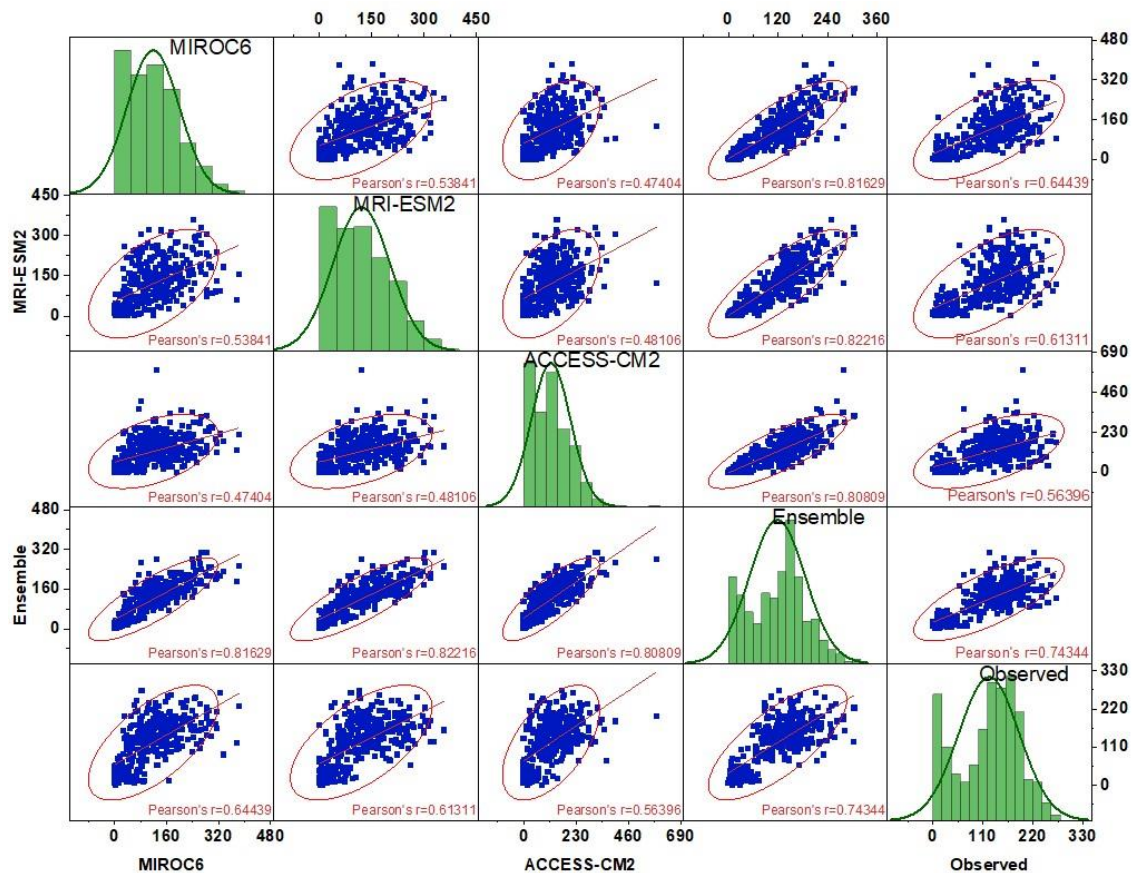 0 150 300 450 0 120 240 360
MIROC6
480
320
160
0
Pearson's r=0.53841
Pearson's r=0.47404
Pearson's r=0.81629
Pearson's r=0.64439
450
300
150
0
MRI-ESM2
MRI-ESM2
Pearson's r=0.53841
Pearson's r=0.48106
Pearson's r=0.82216
Pearson's r=0.61311
ACCESS-CM2
690
460
230
0
Pearson's r=0.47404
Pearson's r=0.48106
Pearson's r=0.80809
Pearson's r=0.56396
480
320
160
0
Ensemble
Ensemble
Pearson's r=0.81629
Pearson's r=0.82216
Pearson's r=0.80809
Pearson's r=0.74344
Observed
330
220
110
0
Pearson's r=0.64439
Pearson's r=0.61311
Pearson's r=0.56396
Pearson's r=0.74344
0 160 320 480 0 230 460 690 0 110 220 330
MIROC6 ACCESS-CM2 Observed